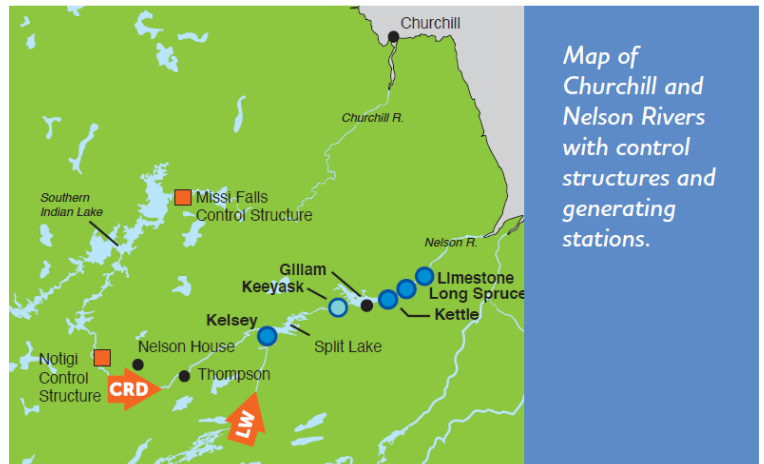 Churchill
Map of
Churchill and
Nelson Rivers
with control
structures and
generating
stations.
Churchill R.
Southern
Indian Lake
Missi Falls
Control Structure
Nelson R.
Gillam
Keeyask
Limestone
Long Spruce
Kettle
Kelsey
Split Lake
Notigi
Control
Structure
Nelson House
Thompson
CRD
LW